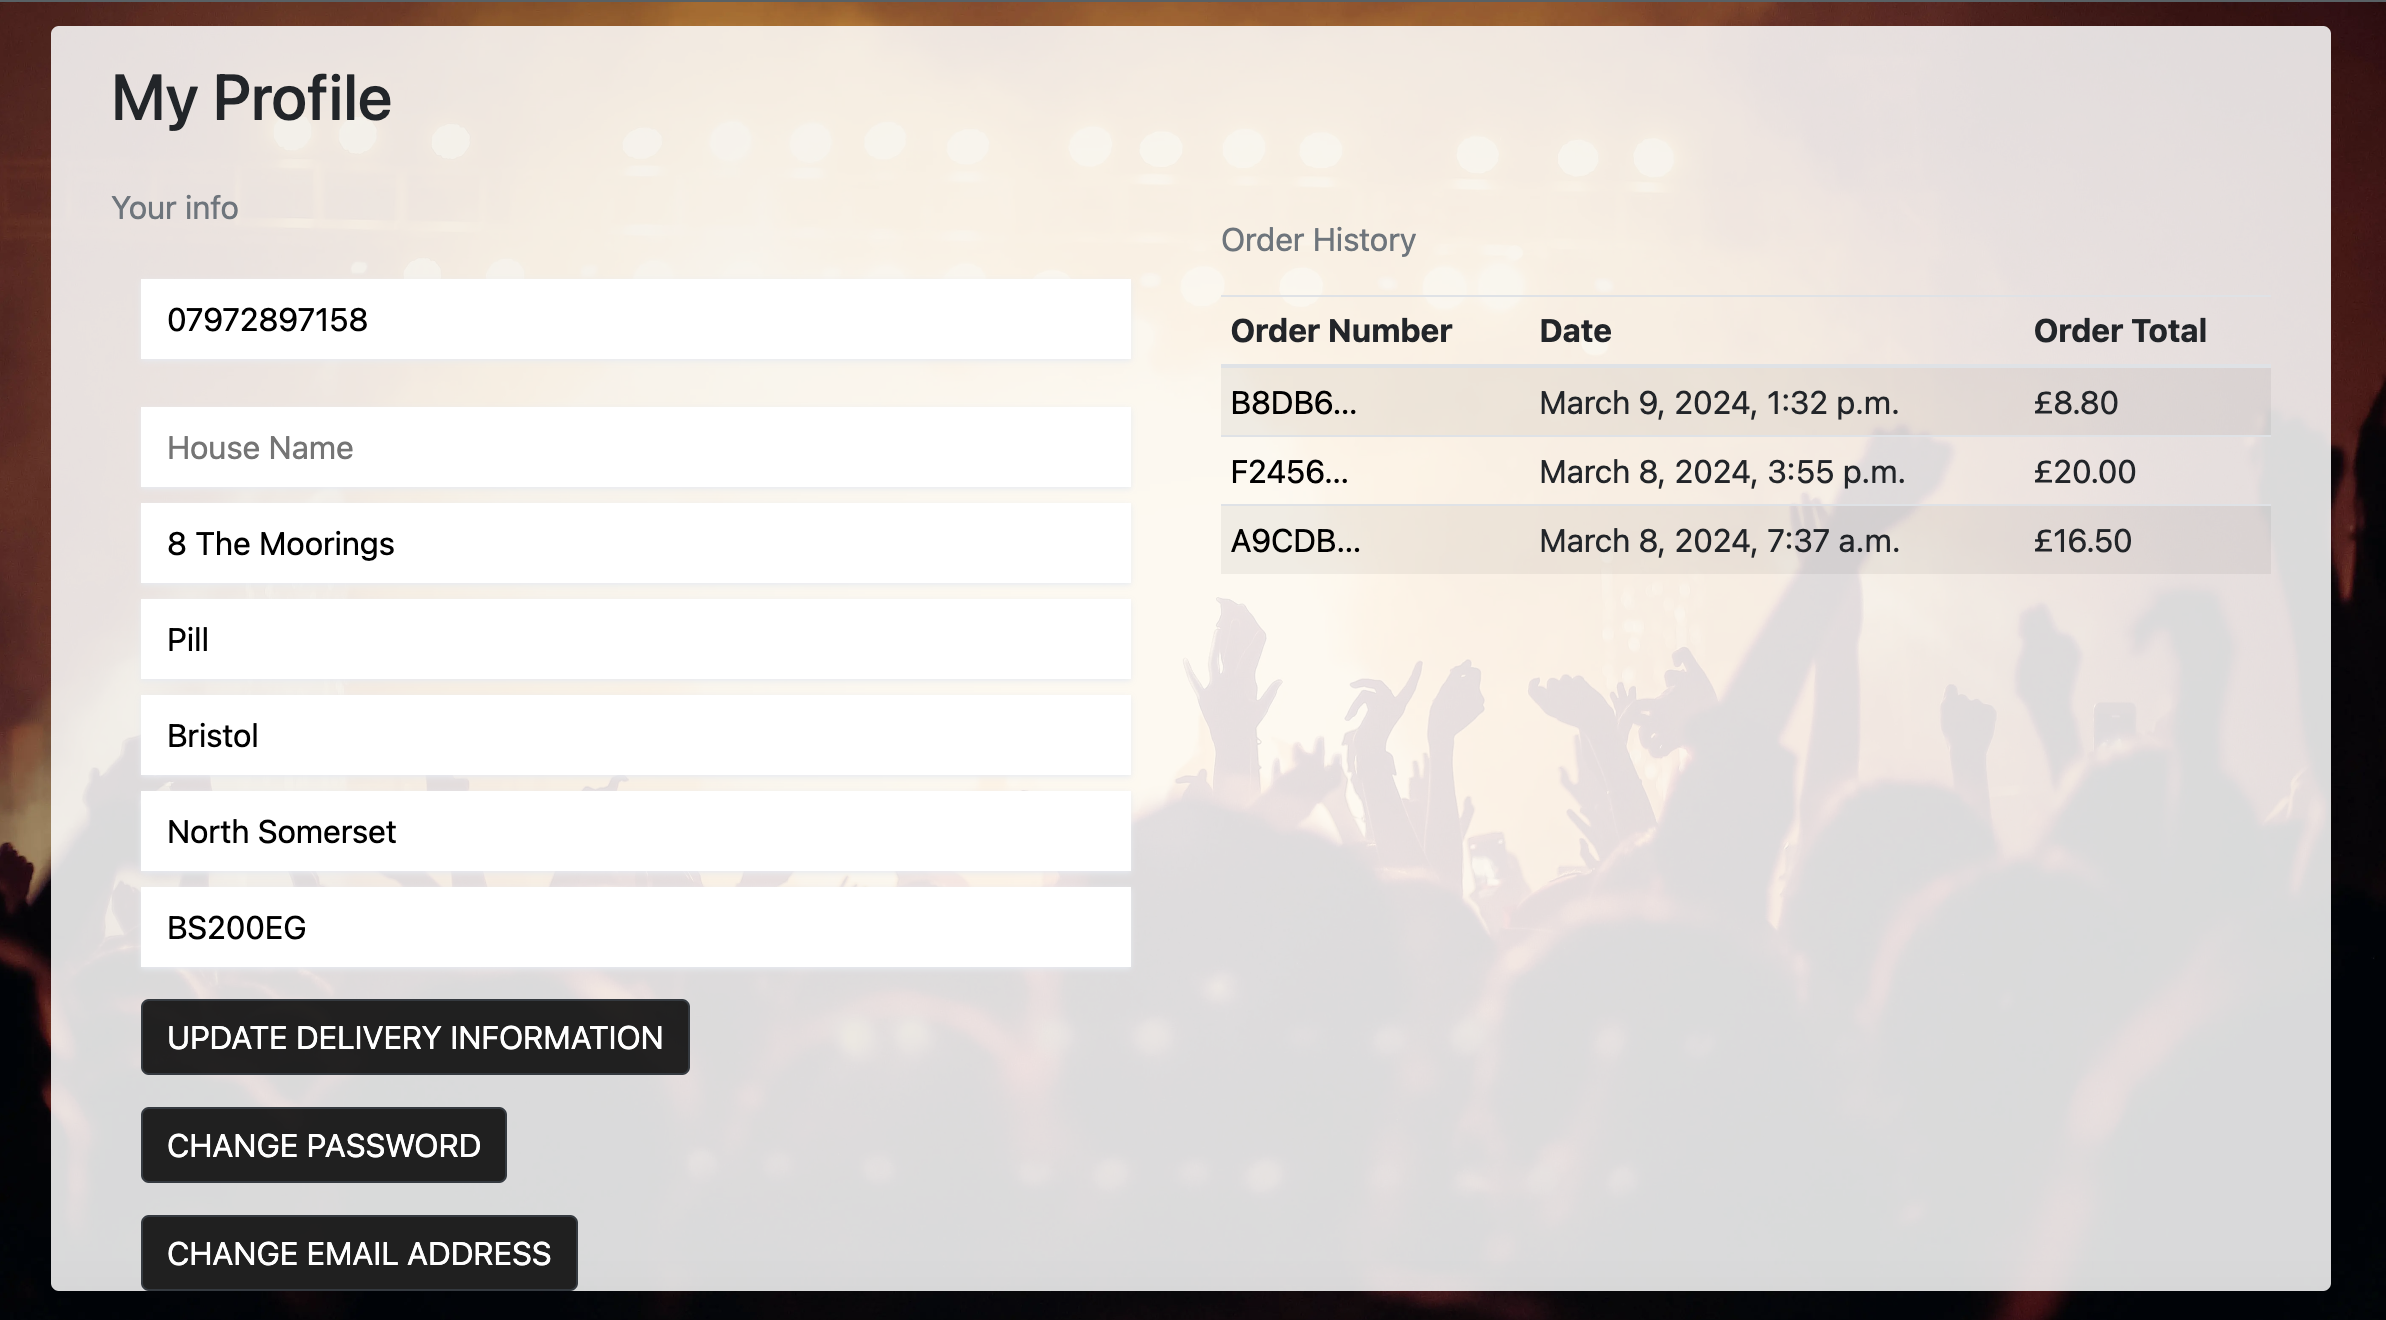 My Profile
Your info
07972897158
House Name
8 The Moorings
Pill
Bristol
North Somerset
BS200EG
UPDATE DELIVERY INFORMATION
CHANGE PASSWORD
CHANGE EMAIL ADDRESS
Order History
Order Number Date Order Total
B8DB6... March 9, 2024, 1:32 p.m. £8.80
F2456... March 8, 2024, 3:55 p.m. £20.00
A9CDB... March 8, 2024, 7:37 a.m. £16.50